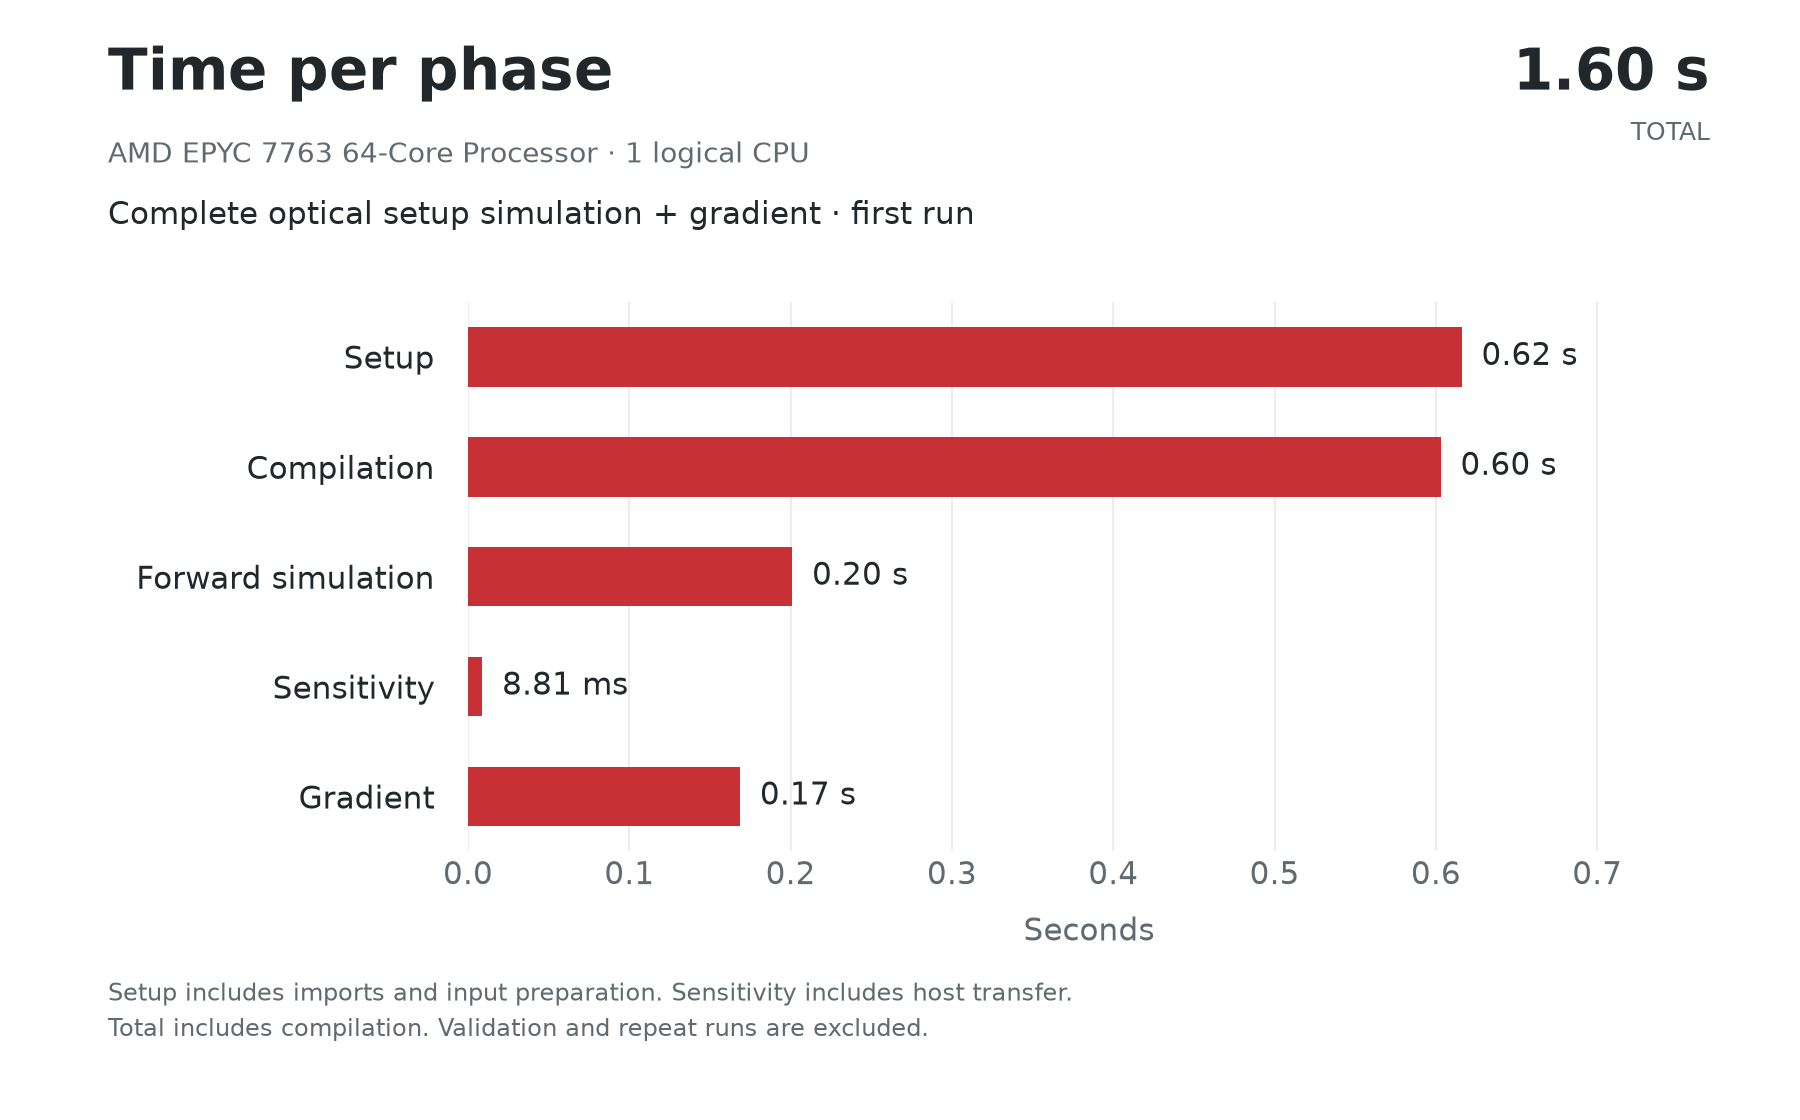 Time per phase
1.60 s
TOTAL
AMD EPYC 7763 64-Core Processor · 1 logical CPU
Complete optical setup simulation + gradient · first run
Setup
0.62 s
Compilation
0.60 s
Forward simulation
0.20 s
Sensitivity
8.81 ms
Gradient
0.17 s
0.0 0.1 0.2 0.3 0.4 0.5 0.6 0.7
Seconds
Setup includes imports and input preparation. Sensitivity includes host transfer.
Total includes compilation. Validation and repeat runs are excluded.